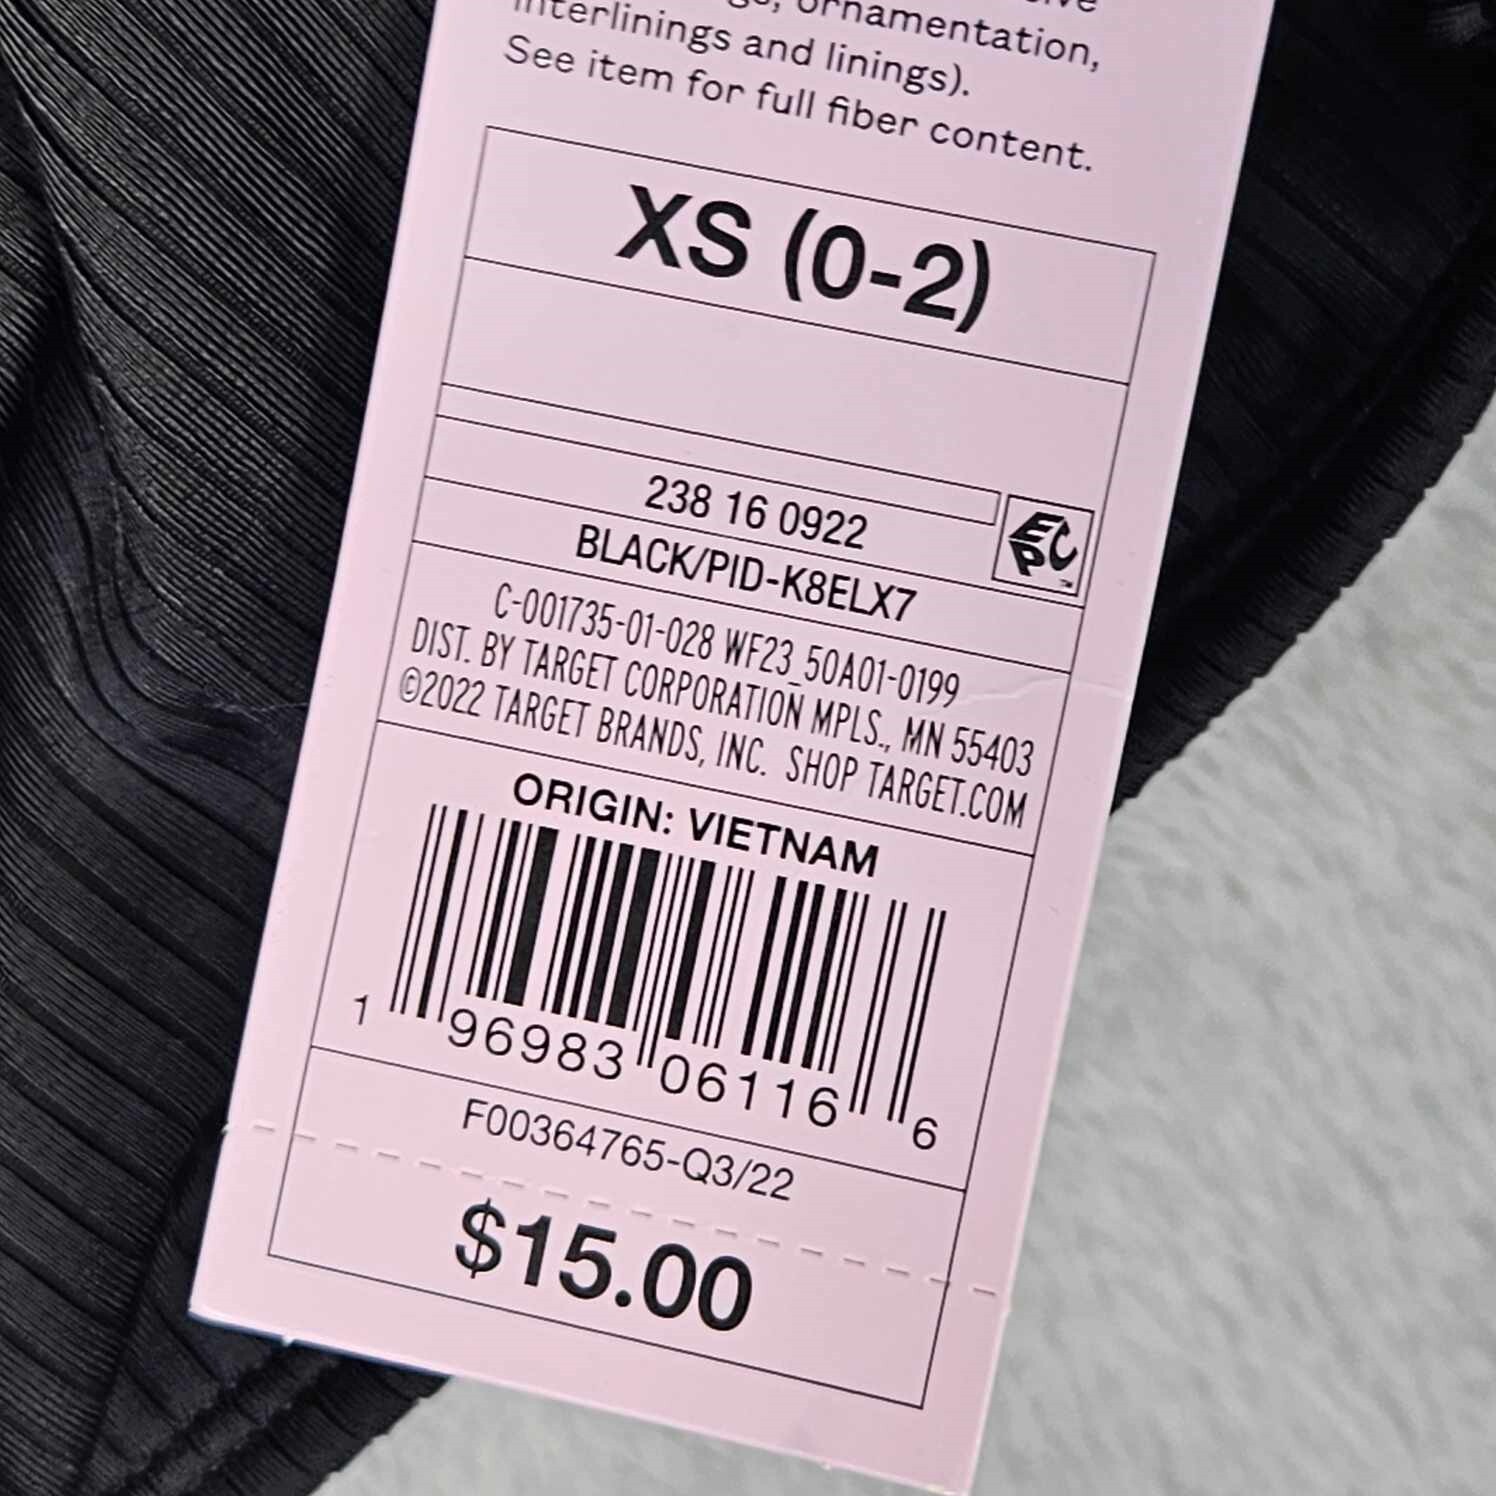 ornamentation,
interlinings and linings).
See item for full fiber content.
XS (0-2)
238 16 0922
EPC
BLACK/PID-K8ELX7
C-001735-01-028 WF23_50A01-0199
DIST. BY TARGET CORPORATION MPLS., MN 55403
©2022 TARGET BRANDS, INC. SHOP TARGET.COM
ORIGIN: VIETNAM
1 96983 06116 6
F00364765-Q3/22
$15.00